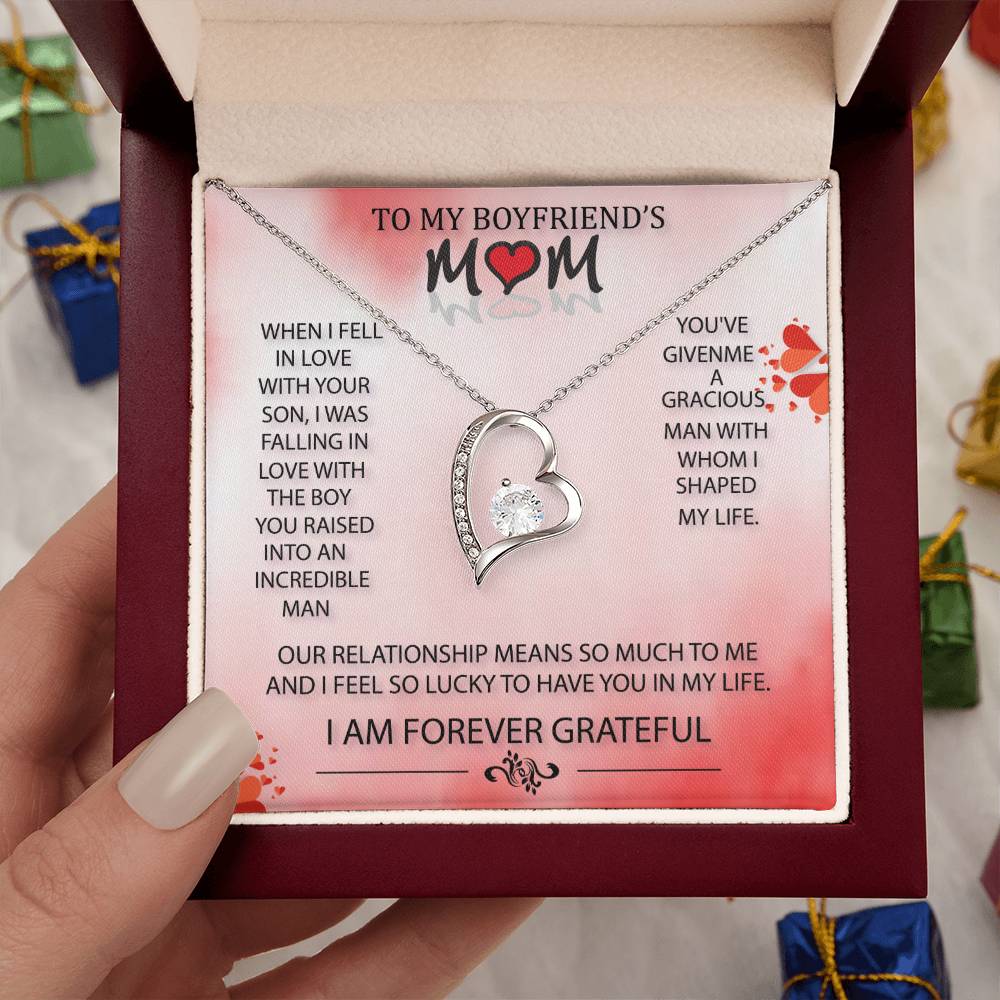 TO MY BOYFRIEND'S
MOM
WHEN I FELL
IN LOVE
WITH YOUR
SON, I WAS
FALLING IN
LOVE WITH
THE BOY
YOU RAISED
INTO AN
INCREDIBLE
MAN
YOU'VE
GIVENME
A
GRACIOUS
MAN WITH
WHOM I
SHAPED
MY LIFE.
OUR RELATIONSHIP MEANS SO MUCH TO ME
AND I FEEL SO LUCKY TO HAVE YOU IN MY LIFE.
I AM FOREVER GRATEFUL